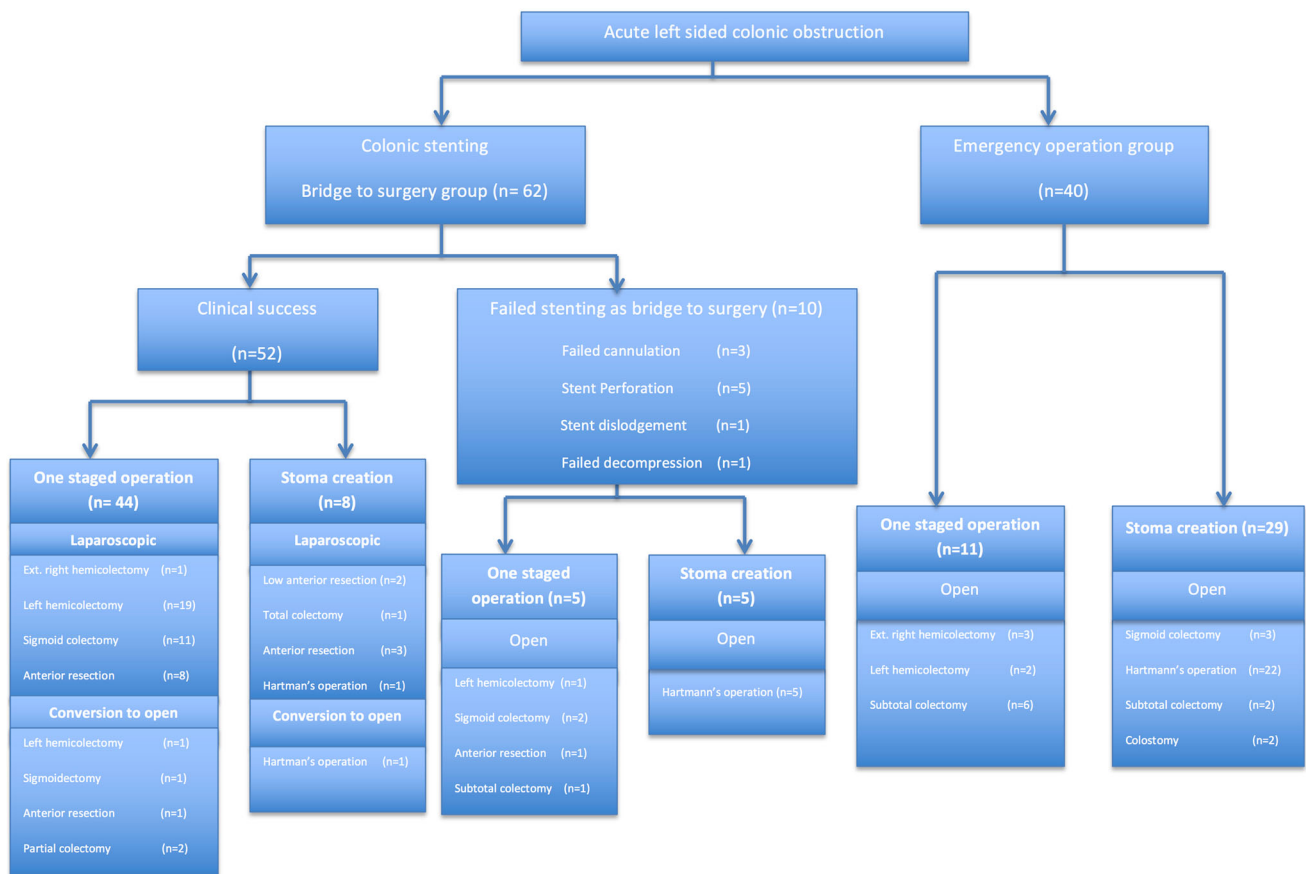 Acute left sided colonic obstruction
Colonic stenting
Bridge to surgery group (n= 62)
Emergency operation group
(n=40)
Clinical success
(n=52)
Failed stenting as bridge to surgery (n=10)
Failed cannulation (n=3)
Stent Perforation (n=5)
Stent dislodgement (n=1)
Failed decompression (n=1)
One staged operation
(n= 44)
Laparoscopic
Ext. right hemicolectomy (n=1)
Left hemicolectomy (n=19)
Sigmoid colectomy (n=11)
Anterior resection (n=8)
Conversion to open
Left hemicolectomy (n=1)
Sigmoidectomy (n=1)
Anterior resection (n=1)
Partial colectomy (n=2)
Stoma creation
(n=8)
Laparoscopic
Low anterior resection (n=2)
Total colectomy (n=1)
Anterior resection (n=3)
Hartman's operation (n=1)
Conversion to open
Hartman's operation (n=1)
One staged
operation (n=5)
Open
Left hemicolectomy (n=1)
Sigmoid colectomy (n=2)
Anterior resection (n=1)
Subtotal colectomy (n=1)
Stoma creation
(n=5)
Open
Hartmann's operation (n=5)
One staged operation
(n=11)
Open
Ext. right hemicolectomy (n=3)
Left hemicolectomy (n=2)
Subtotal colectomy (n=6)
Stoma creation (n=29)
Open
Sigmoid colectomy (n=3)
Hartmann's operation (n=22)
Subtotal colectomy (n=2)
Colostomy (n=2)